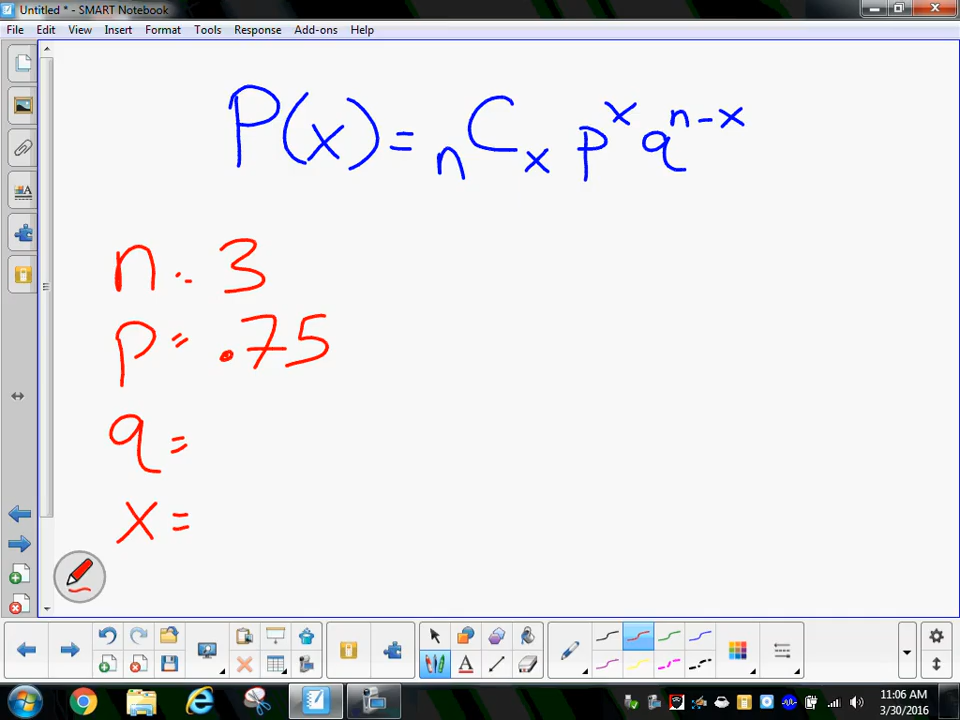 Untitled * - SMART Notebook
File Edit View Insert Format Tools Response Add-ons Help
P(x) = nCx p^x q^n-x
n = 3
p = .75
q =
x =
A
11:06 AM
3/30/2016